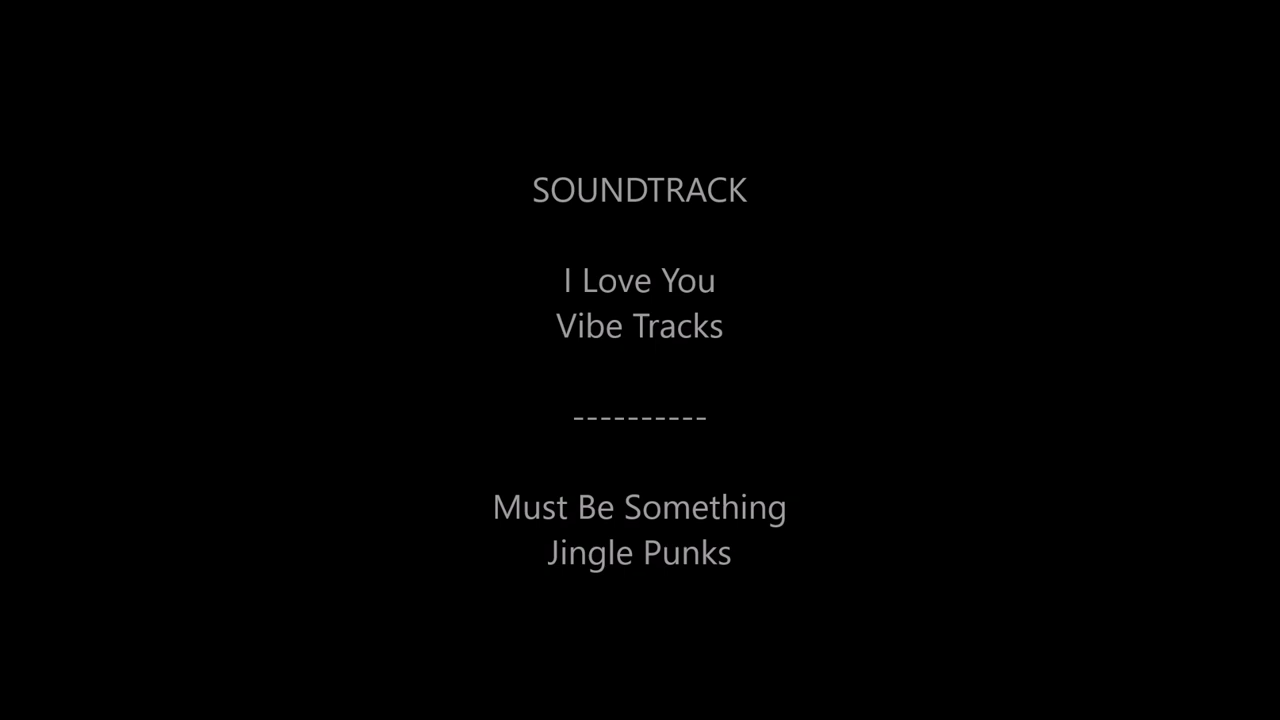 SOUNDTRACK
I Love You
Vibe Tracks
----------
Must Be Something
Jingle Punks